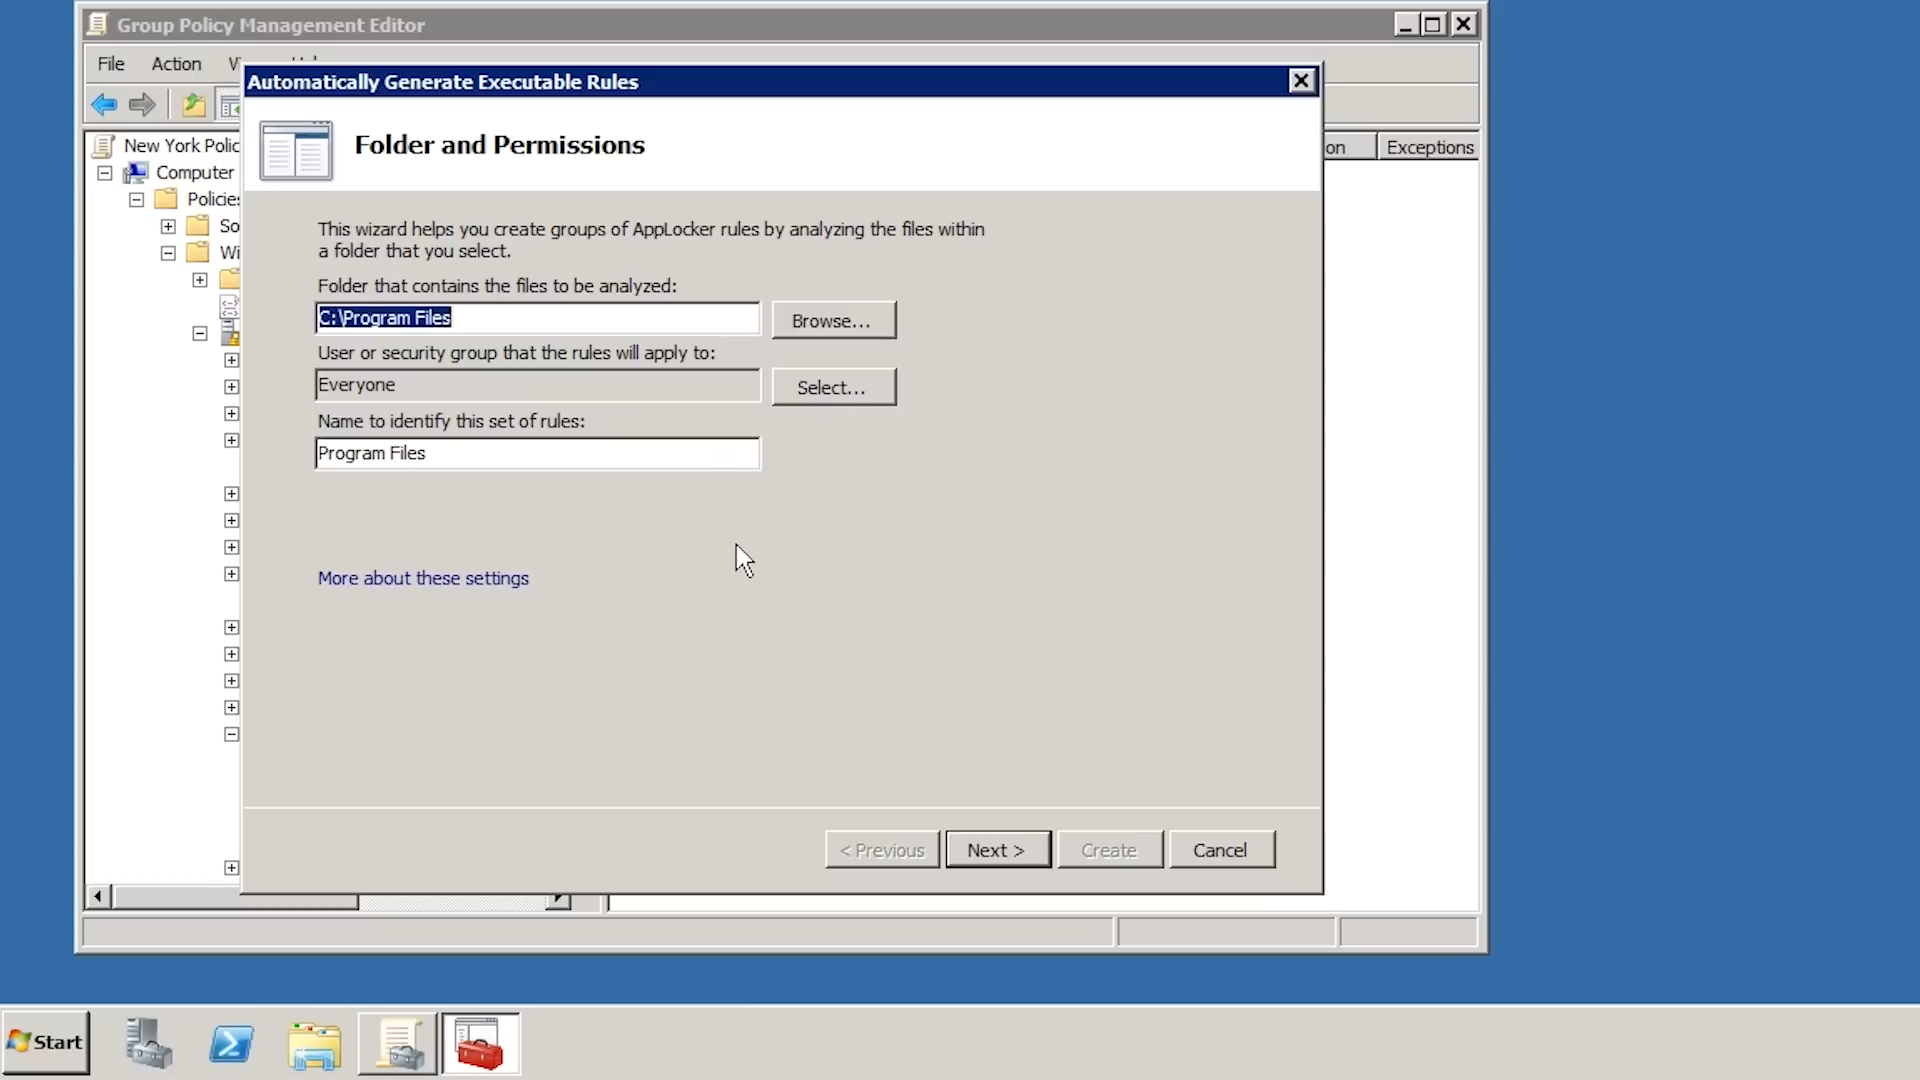 Group Policy Management Editor
File Action
Automatically Generate Executable Rules
Folder and Permissions
New York Polic
Computer
Policies
So
Wi
on Exceptions
This wizard helps you create groups of AppLocker rules by analyzing the files within
a folder that you select.
Folder that contains the files to be analyzed:
C:\Program Files
Browse...
User or security group that the rules will apply to:
Everyone
Select...
Name to identify this set of rules:
Program Files
More about these settings
< Previous Next > Create Cancel
Start